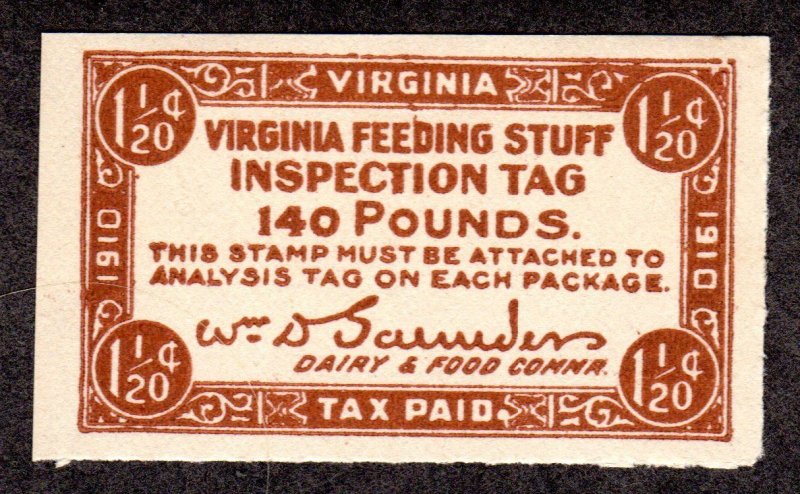 VIRGINIA
1 1/20 ¢
1 1/20 ¢
VIRGINIA FEEDING STUFF
INSPECTION TAG
140 POUNDS.
THIS STAMP MUST BE ATTACHED TO
ANALYSIS TAG ON EACH PACKAGE.
1910
1910
Wm D Saunders
DAIRY & FOOD COMMR.
1 1/20 ¢
1 1/20 ¢
TAX PAID.